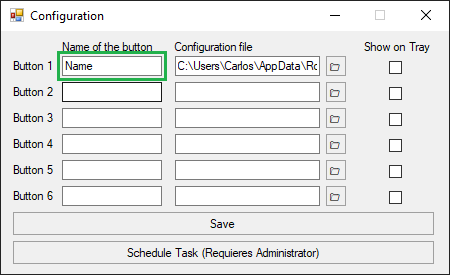 Configuration
Name of the button Configuration file Show on Tray
Button 1 Name C:\Users\Carlos\AppData\Ro
Button 2
Button 3
Button 4
Button 5
Button 6
Save
Schedule Task (Requieres Administrator)